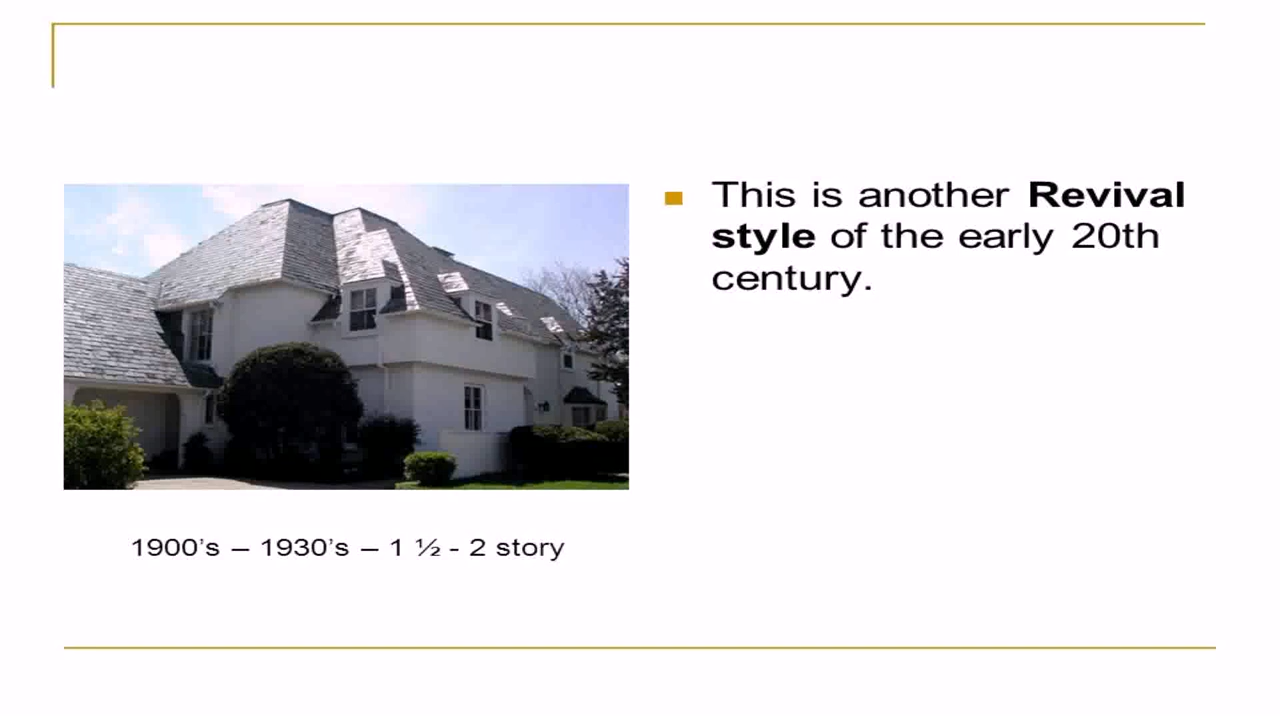 This is another Revival
style of the early 20th
century.
1900’s – 1930’s – 1 ½ - 2 story